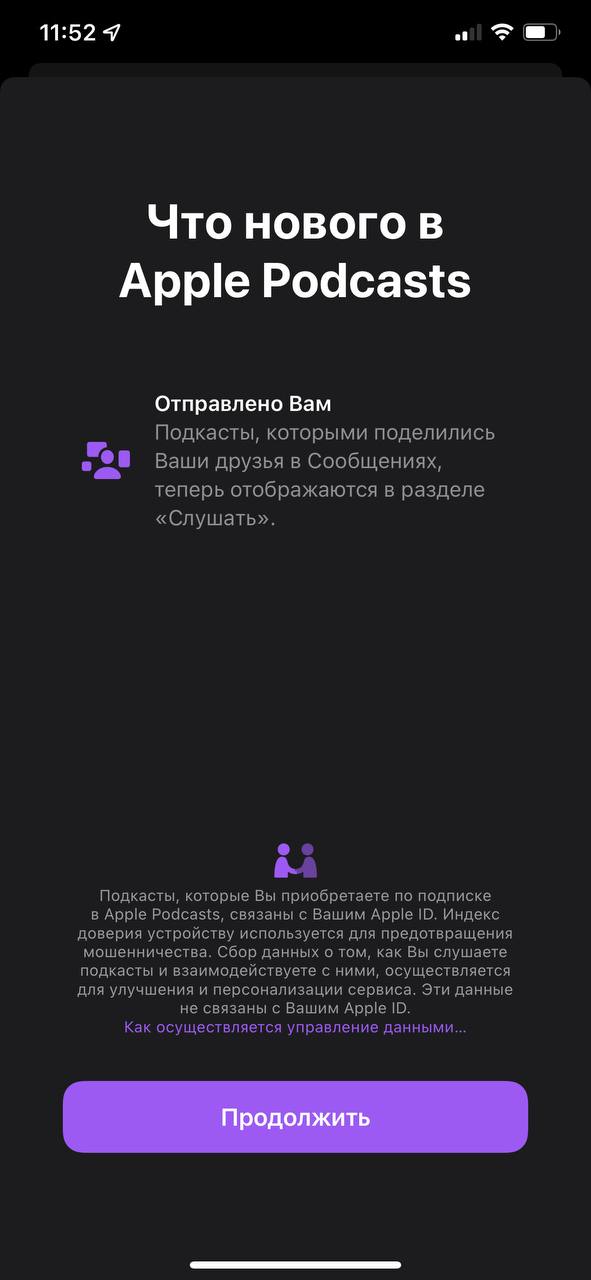 11:52
Что нового в
Apple Podcasts
Отправлено Вам
Подкасты, которыми поделились
Ваши друзья в Сообщениях,
теперь отображаются в разделе
«Слушать».
Подкасты, которые Вы приобретаете по подписке
в Apple Podcasts, связаны с Вашим Apple ID. Индекс
доверия устройству используется для предотвращения
мошенничества. Сбор данных о том, как Вы слушаете
подкасты и взаимодействуете с ними, осуществляется
для улучшения и персонализации сервиса. Эти данные
не связаны с Вашим Apple ID.
Как осуществляется управление данными...
Продолжить